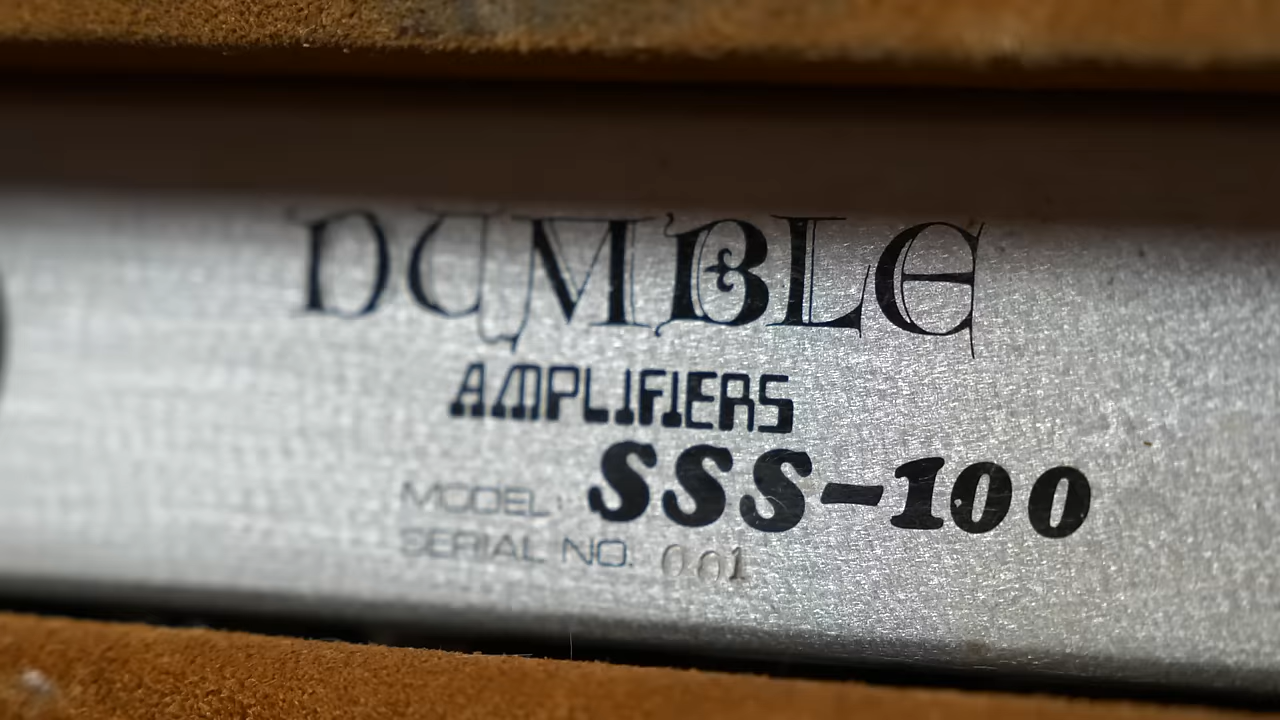 DUMBLE
AMPLIFIERS
MODEL: SSS-100
SERIAL NO. 001